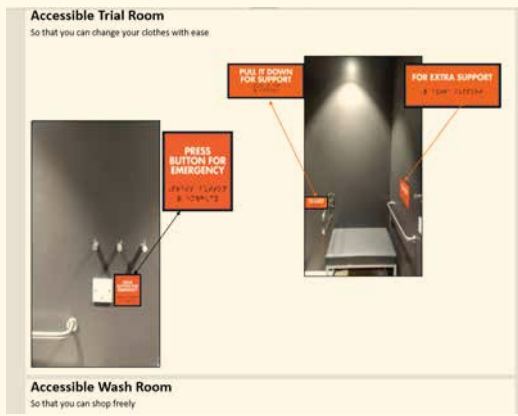 Accessible Trial Room
So that you can change your clothes with ease
PULL IT DOWN
FOR SUPPORT
FOR EXTRA SUPPORT
PRESS
BUTTON FOR
EMERGENCY
Accessible Wash Room
So that you can shop freely